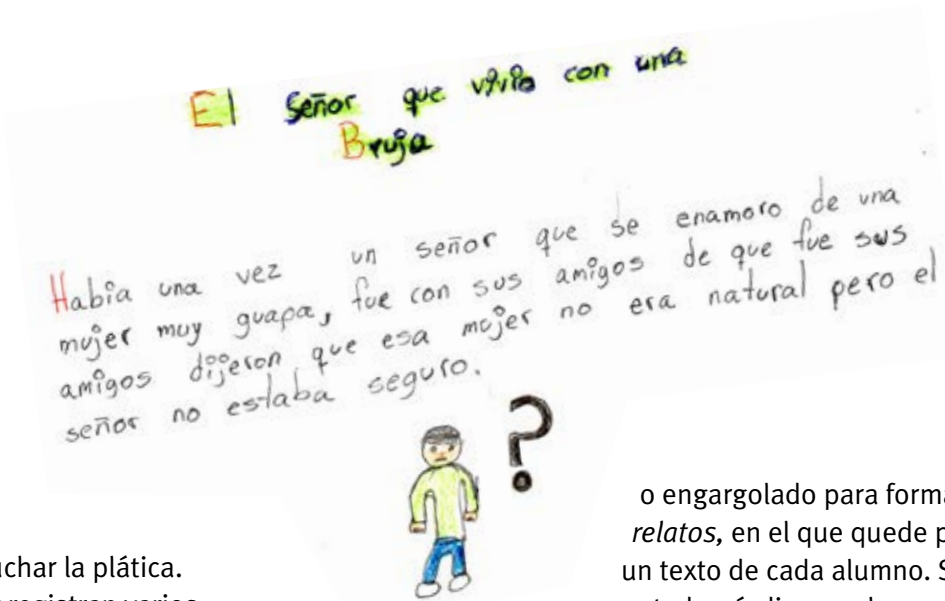 El Señor que vivio con una
Bruja
Había una vez un señor que se enamoro de una
mujer muy guapa, fue con sus amigos de que fue sus
amigos dijeron que esa mujer no era natural pero el
señor no estaba seguro.
?
uchar la plática.
registran varios
o engargolado para forma
relatos, en el que quede p
un texto de cada alumno. S